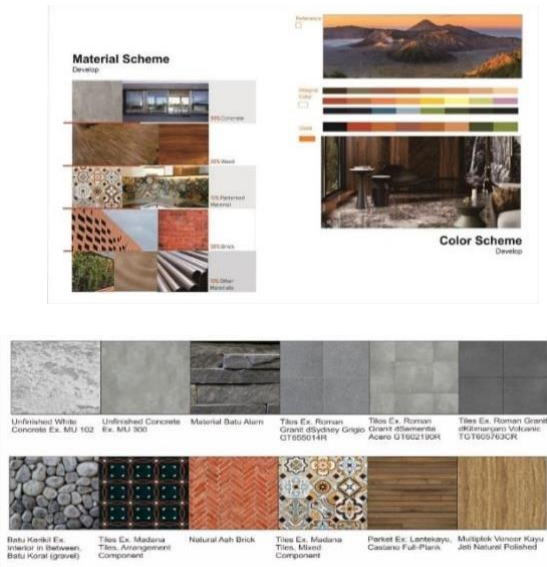 Material Scheme
Develop
Reference
Color
Used
Concrete
Wood
Patterned
Material
Brick
Other
Materials
Color Scheme
Develop
Unfinished White
Concrete Ex. MU 102
Unfinished Concrete
Ex. MU 300
Material Batu Alam
Tiles Ex. Roman
Granit dSydney Grigio
GT655014R
Tiles Ex. Roman
Granit dSementia
Acero GT602190R
Tiles Ex. Roman Granit
dKilimanjaro Volcanic
TGT605763CR
Batu Kerikil Ex.
Interior in Between,
Batu Koral (gravel)
Tiles Ex. Madana
Tiles, Arrangement
Component
Natural Ash Brick
Tiles Ex. Madana
Tiles, Mixed
Component
Parket Ex. Lantekayu,
Castano Full-Plank
Multiplek Veneer Kayu
Jati Natural Polished